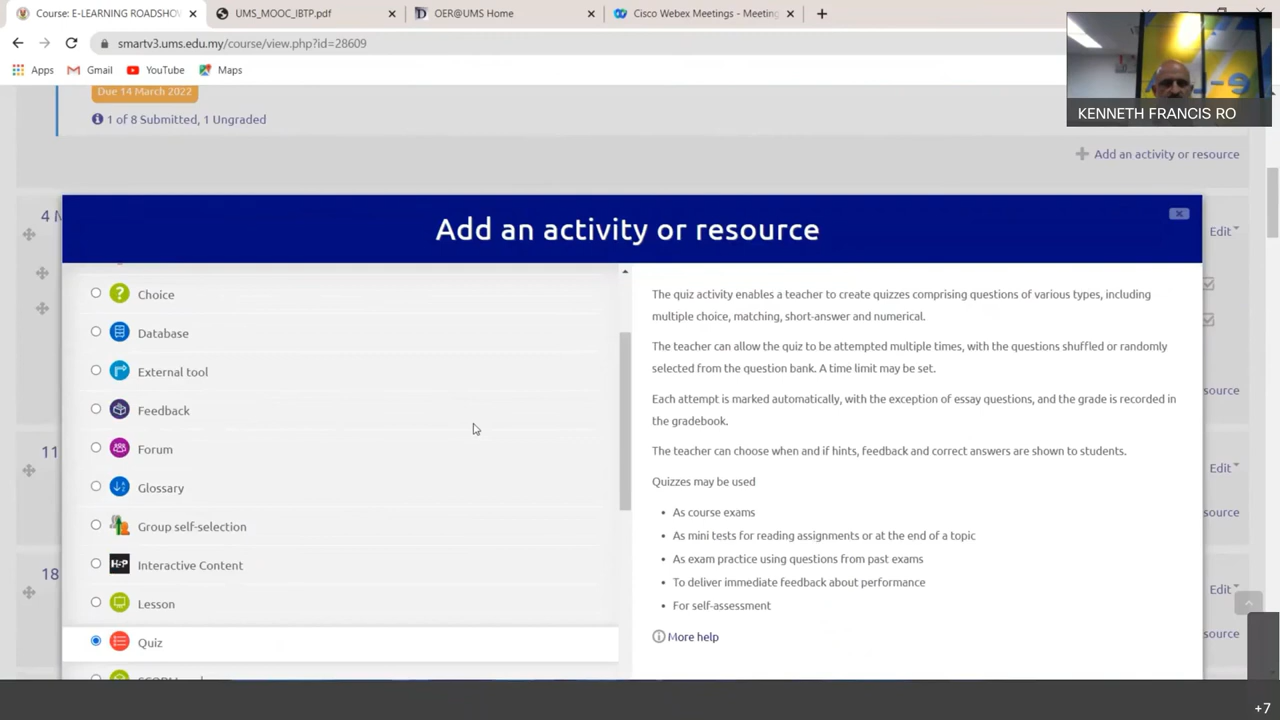 Course: E-LEARNING ROADSHOW
UMS_MOOC_IBTP.pdf
OER@UMS Home
Cisco Webex Meetings - Meeting
smartv3.ums.edu.my/course/view.php?id=28609
Apps
Gmail
YouTube
Maps
KENNETH FRANCIS RO
Due 14 March 2022
1 of 8 Submitted, 1 Ungraded
Add an activity or resource
Add an activity or resource
4 M
Edit
Choice
Database
External tool
Feedback
Forum
Glossary
Group self-selection
H-P
Interactive Content
Lesson
Quiz
The quiz activity enables a teacher to create quizzes comprising questions of various types, including
multiple choice, matching, short-answer and numerical.
The teacher can allow the quiz to be attempted multiple times, with the questions shuffled or randomly
selected from the question bank. A time limit may be set.
Each attempt is marked automatically, with the exception of essay questions, and the grade is recorded in
the gradebook.
The teacher can choose when and if hints, feedback and correct answers are shown to students.
Quizzes may be used
• As course exams
• As mini tests for reading assignments or at the end of a topic
• As exam practice using questions from past exams
• To deliver immediate feedback about performance
• For self-assessment
More help
source
11
Edit
source
18
Edit
source
+7